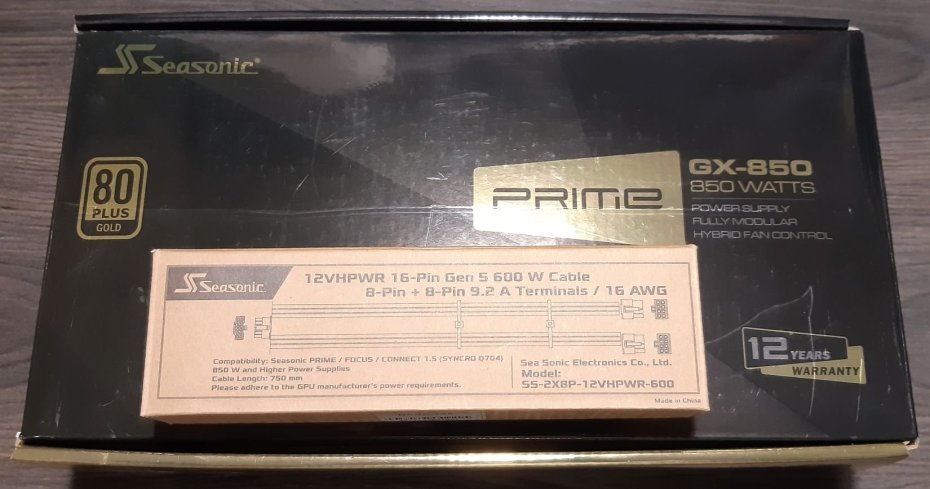 Seasonic®
80
PLUS
GOLD
PRIME
GX-850
850 WATTS
POWER SUPPLY
FULLY MODULAR
HYBRID FAN CONTROL
12 YEARS
WARRANTY
Seasonic
12VHPWR 16-Pin Gen 5 600 W Cable
8-Pin + 8-Pin 9.2 A Terminals / 16 AWG
Compatibility: Seasonic PRIME / FOCUS / CONNECT 1.5 (SYNCRO Q704)
850 W and Higher Power Supplies
Cable Length: 750 mm
Please adhere to the GPU manufacturer's power requirements.
Sea Sonic Electronics Co., Ltd.
Model:
SS-2X8P-12VHPWR-600
Made in China